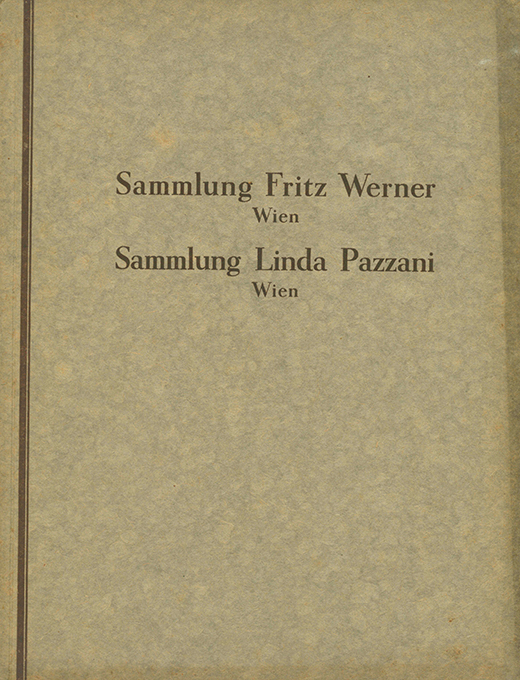 Sammlung Fritz Werner
Wien
Sammlung Linda Pazzani
Wien